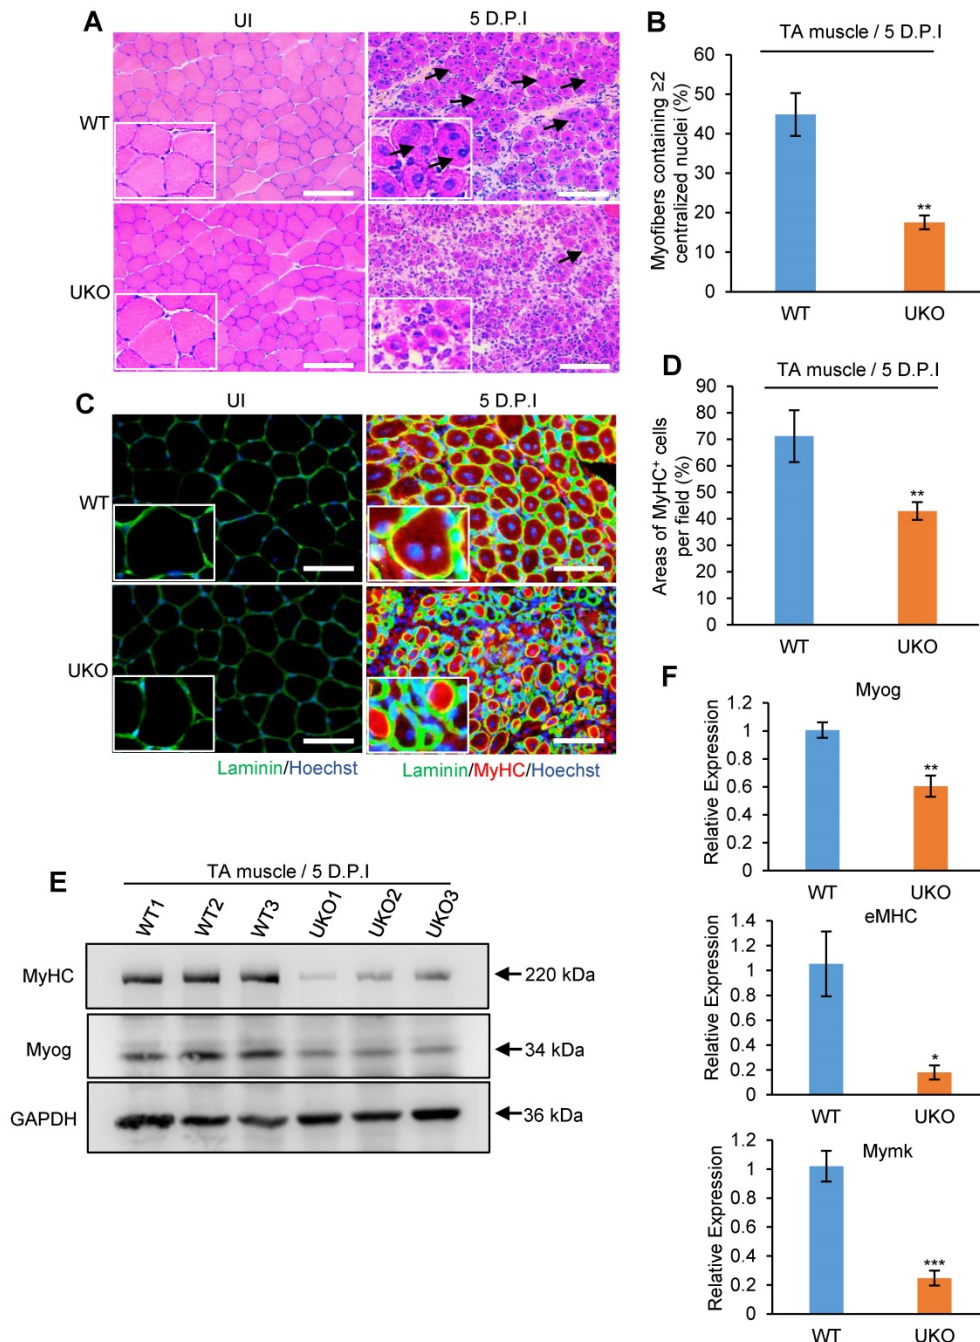 A
UI
5 D.P.I
WT
UKO
B
TA muscle / 5 D.P.I
Myofibers containing ≥2
centralized nuclei (%)
60
50
40
30
20
10
0
**
WT
UKO
C
UI
5 D.P.I
WT
UKO
Laminin/Hoechst
Laminin/MyHC/Hoechst
D
TA muscle / 5 D.P.I
Areas of MyHC⁺ cells
per field (%)
90
80
70
60
50
40
30
20
10
0
**
WT
UKO
E
TA muscle / 5 D.P.I
WT1 WT2 WT3 UKO1 UKO2 UKO3
MyHC
220 kDa
Myog
34 kDa
GAPDH
36 kDa
F
Myog
Relative Expression
1.2
1
0.8
0.6
0.4
0.2
0
**
WT
UKO
eMHC
Relative Expression
1.4
1.2
1
0.8
0.6
0.4
0.2
0
*
WT
UKO
Mymk
Relative Expression
1.2
1
0.8
0.6
0.4
0.2
0
***
WT
UKO